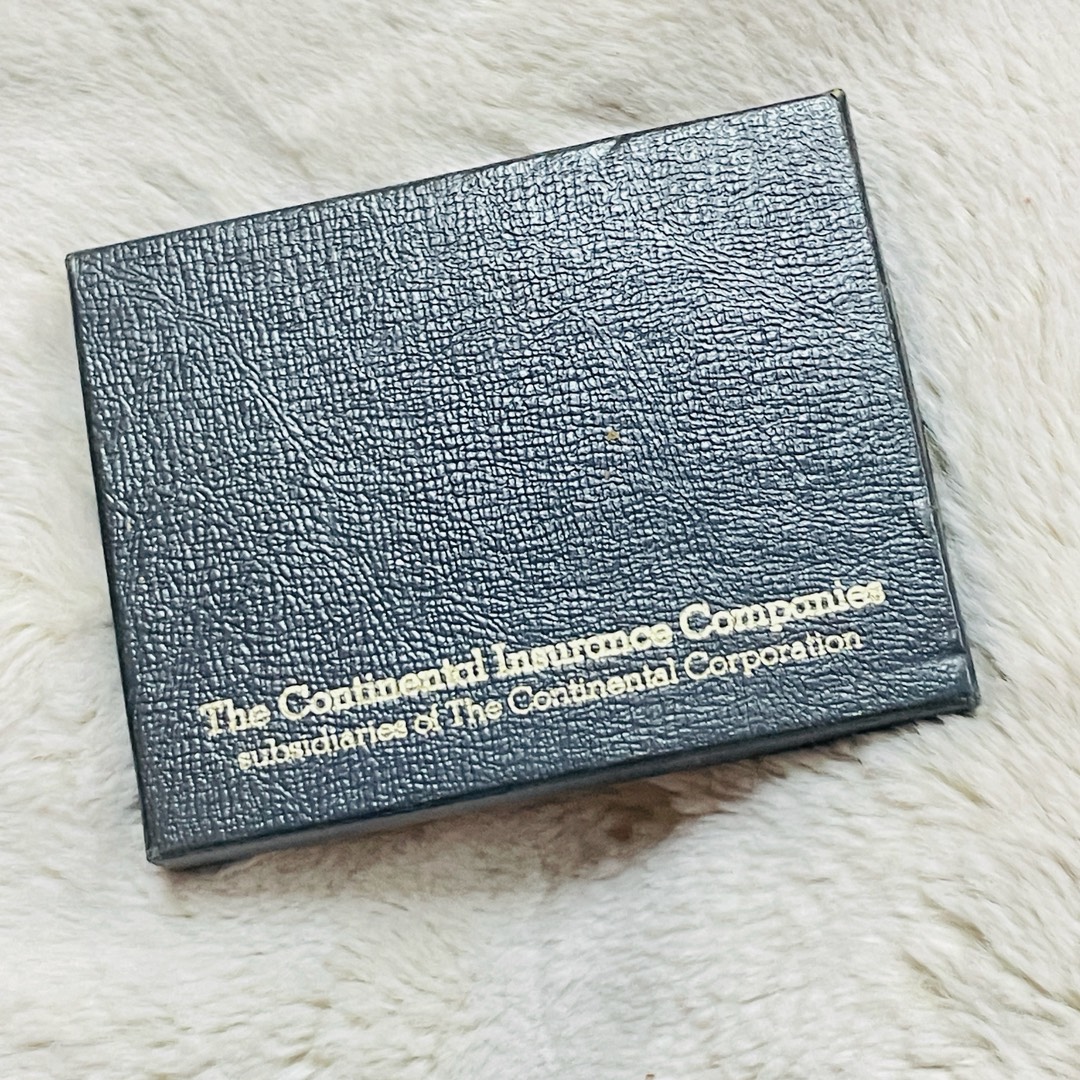 The Continental Insurance Companies
subsidiaries of The Continental Corporation